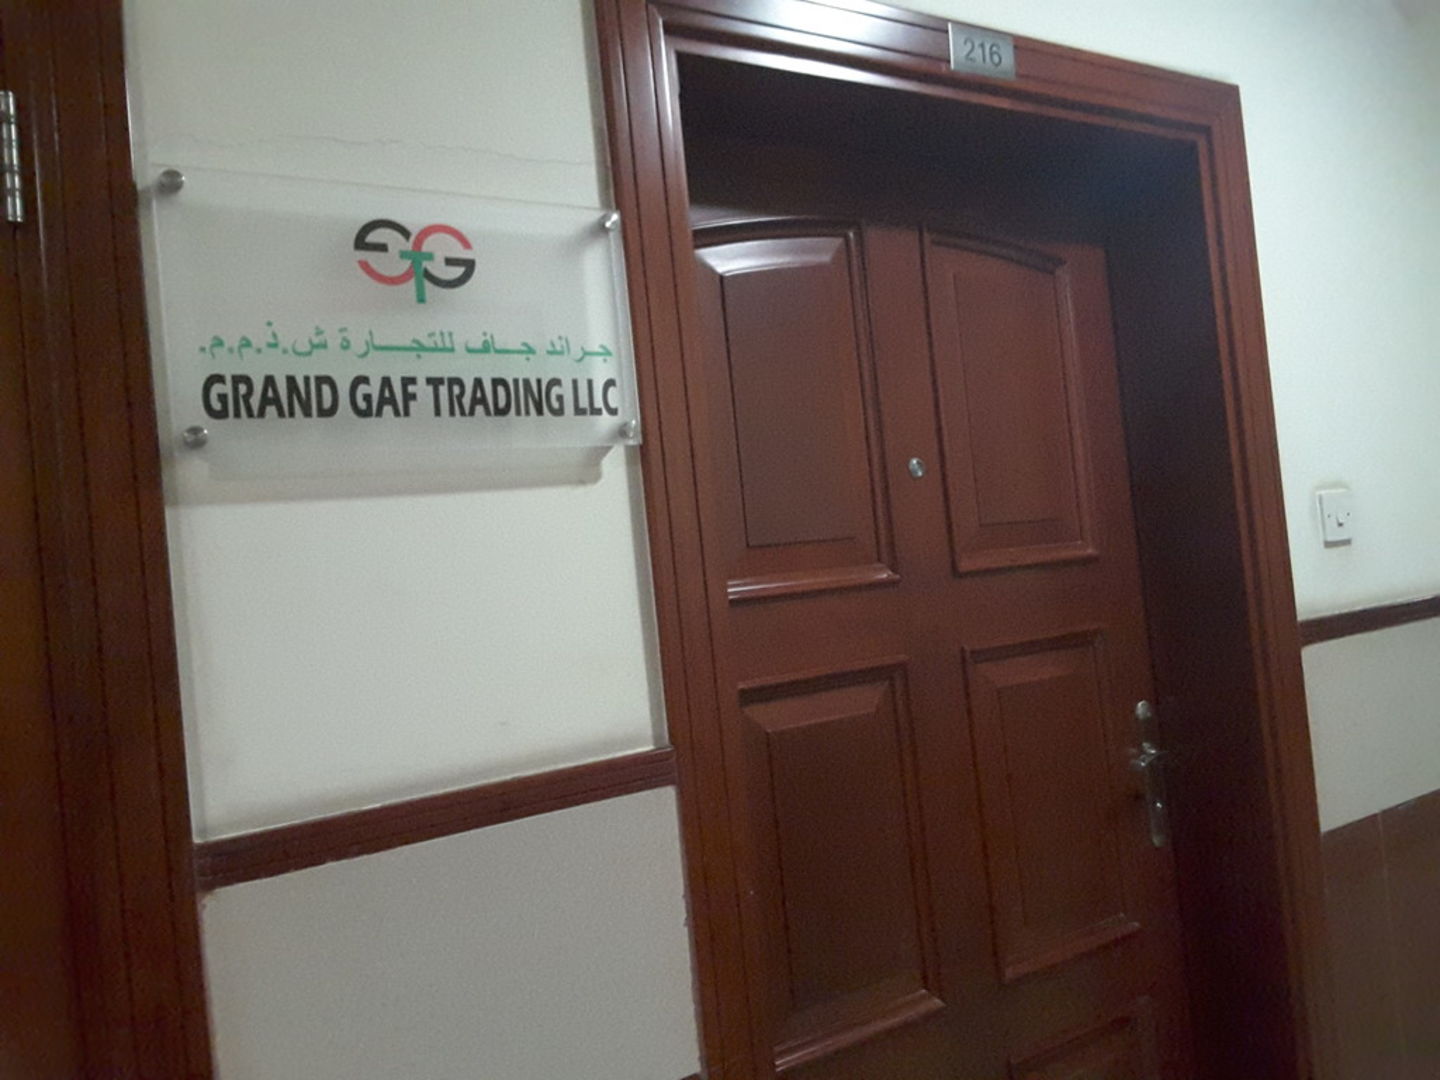 216
GTG
جراند جاف للتجارة ش.ذ.م.م.
GRAND GAF TRADING LLC